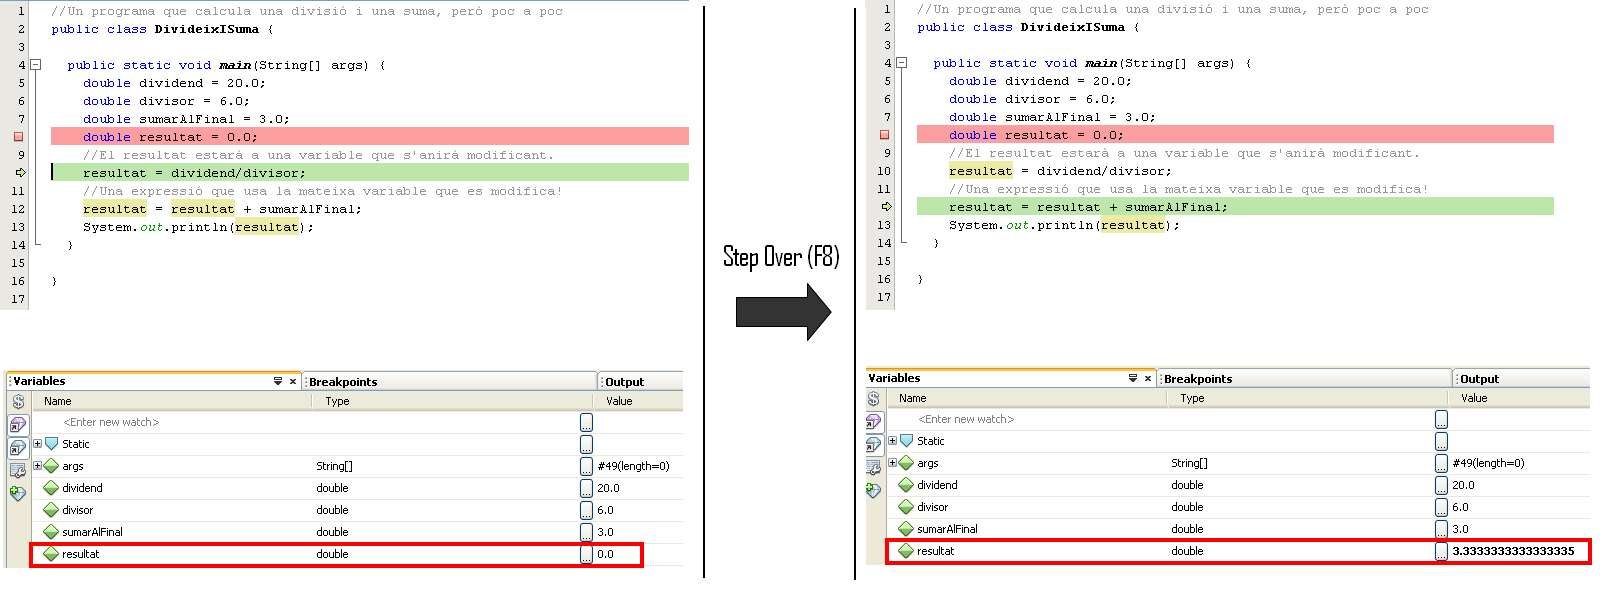 1 //Un programa que calcula una divisió i una suma, però poc a poc
2 public class DivideixISuma {
3
4 public static void main(String[] args) {
5 double dividend = 20.0;
6 double divisor = 6.0;
7 double sumarAlFinal = 3.0;
double resultat = 0.0;
9 //El resultat estarà a una variable que s'anirà modificant.
resultat = dividend/divisor;
11 //Una expressió que usa la mateixa variable que es modifica!
12 resultat = resultat + sumarAlFinal;
13 System.out.println(resultat);
14 }
15
16 }
17
Variables
Breakpoints
Output
Name Type Value
<Enter new watch> ...
Static ...
args String[] ... #49(length=0)
dividend double ... 20.0
divisor double ... 6.0
sumarAlFinal double ... 3.0
resultat double ... 0.0
Step Over (F8)
1 //Un programa que calcula una divisió i una suma, però poc a poc
2 public class DivideixISuma {
3
4 public static void main(String[] args) {
5 double dividend = 20.0;
6 double divisor = 6.0;
7 double sumarAlFinal = 3.0;
double resultat = 0.0;
9 //El resultat estarà a una variable que s'anirà modificant.
10 resultat = dividend/divisor;
11 //Una expressió que usa la mateixa variable que es modifica!
resultat = resultat + sumarAlFinal;
13 System.out.println(resultat);
14 }
15
16 }
17
Variables
Breakpoints
Output
Name Type Value
<Enter new watch> ...
Static ...
args String[] ... #49(length=0)
dividend double ... 20.0
divisor double ... 6.0
sumarAlFinal double ... 3.0
resultat double ... 3.3333333333333335